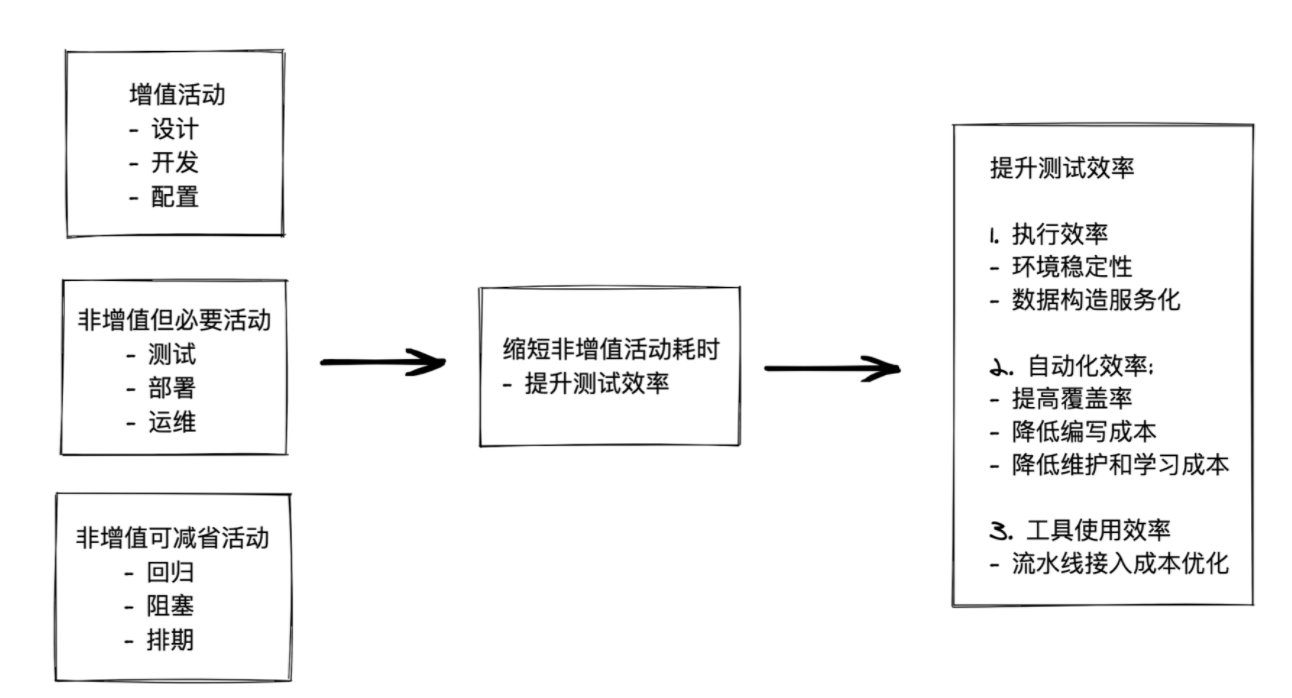 增值活动
- 设计
- 开发
- 配置
非增值但必要活动
- 测试
- 部署
- 运维
非增值可减省活动
- 回归
- 阻塞
- 排期
缩短非增值活动耗时
- 提升测试效率
提升测试效率
1. 执行效率
- 环境稳定性
- 数据构造服务化
2. 自动化效率:
- 提高覆盖率
- 降低编写成本
- 降低维护和学习成本
3. 工具使用效率
- 流水线接入成本优化